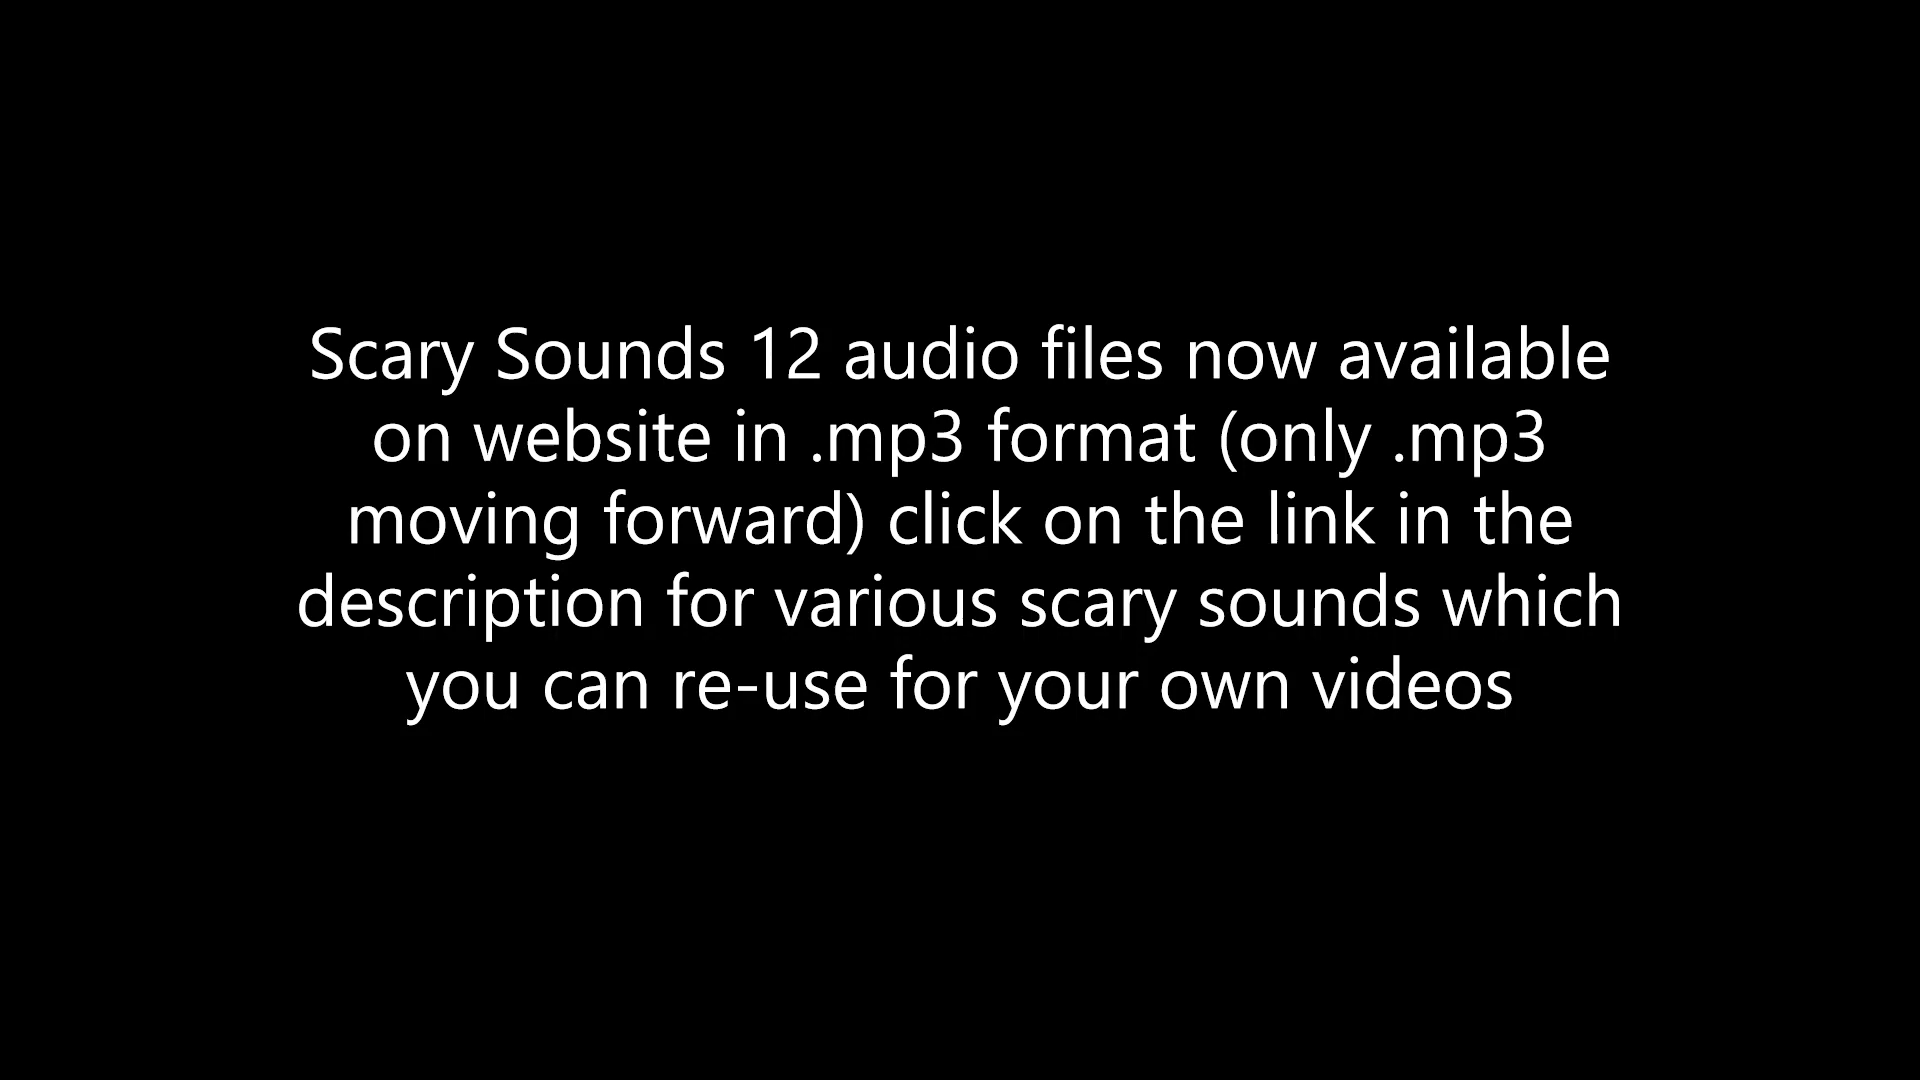 Scary Sounds 12 audio files now available
on website in .mp3 format (only .mp3
moving forward) click on the link in the
description for various scary sounds which
you can re-use for your own videos